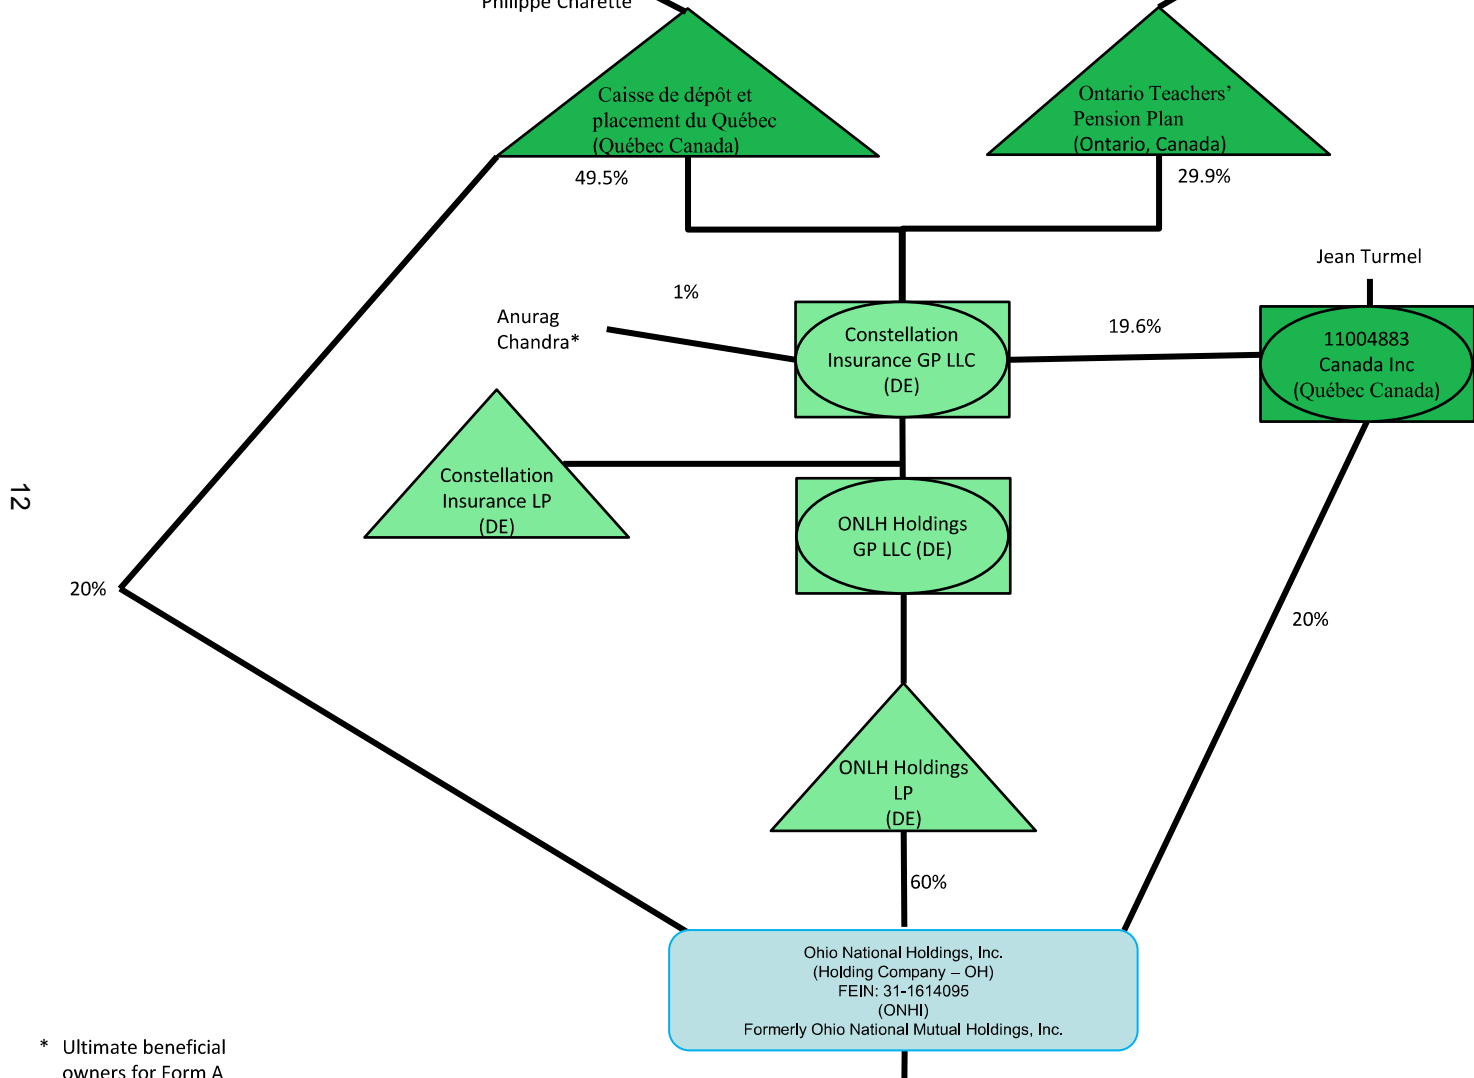 Philippe Charette
Caisse de dépôt et
placement du Québec
(Québec Canada)
Ontario Teachers’
Pension Plan
(Ontario, Canada)
49.5%
29.9%
Jean Turmel
1%
Anurag
Chandra*
Constellation
Insurance GP LLC
(DE)
19.6%
11004883
Canada Inc
(Québec Canada)
Constellation
Insurance LP
(DE)
12
ONLH Holdings
GP LLC (DE)
20%
20%
ONLH Holdings
LP
(DE)
60%
Ohio National Holdings, Inc.
(Holding Company – OH)
FEIN: 31-1614095
(ONHI)
Formerly Ohio National Mutual Holdings, Inc.
* Ultimate beneficial
owners for Form A